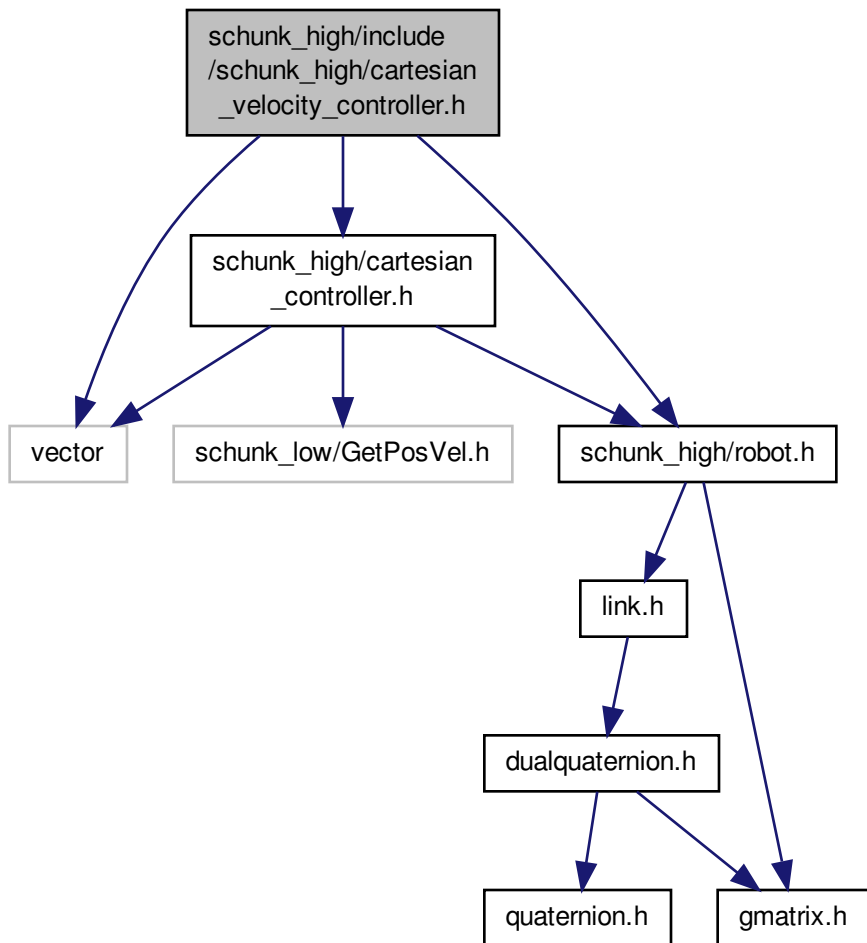 schunk_high/include
/schunk_high/cartesian
_velocity_controller.h
schunk_high/cartesian
_controller.h
vector
schunk_low/GetPosVel.h
schunk_high/robot.h
link.h
dualquaternion.h
quaternion.h
gmatrix.h